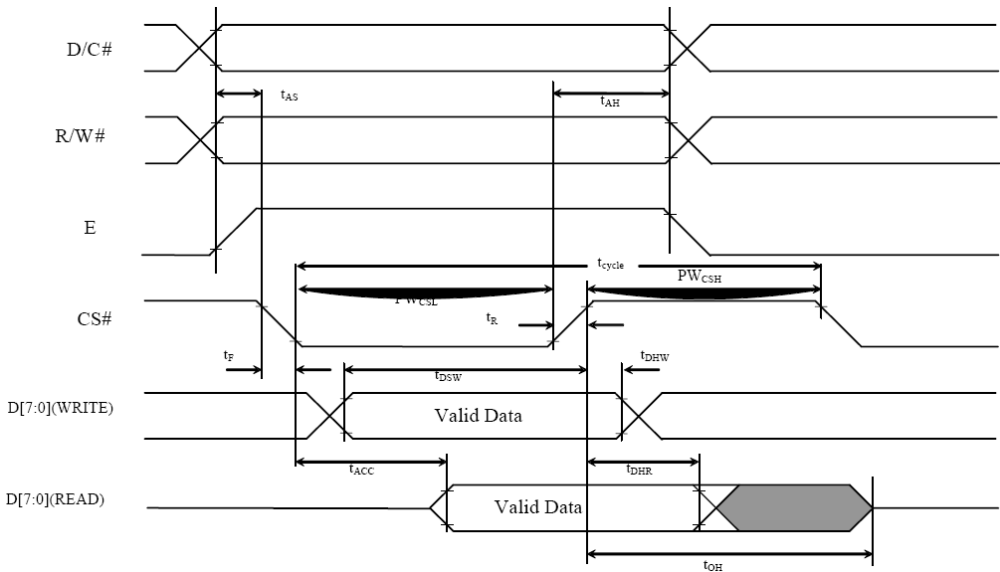 D/C#
tAS
tAH
R/W#
E
tcycle
PWCSH
PWCSL
CS#
tR
tF
tDSW
tDHW
D[7:0](WRITE)
Valid Data
tACC
tDHR
D[7:0](READ)
Valid Data
tOH